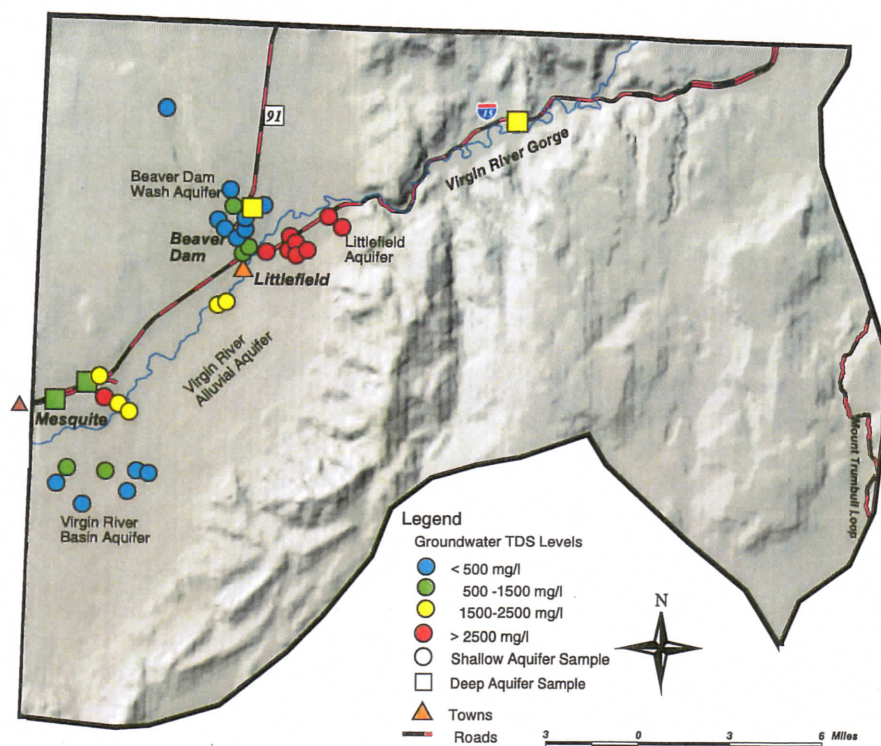 91
15
Virgin River Gorge
Beaver Dam
Wash Aquifer
Beaver
Dam
Littlefield
Aquifer
Littlefield
Virgin River
Alluvial Aquifer
Mesquite
Virgin River
Basin Aquifer
Mount Trumbull Loop
Legend
Groundwater TDS Levels
< 500 mg/l
500 -1500 mg/l
1500-2500 mg/l
> 2500 mg/l
Shallow Aquifer Sample
Deep Aquifer Sample
Towns
Roads
N
3 0 3 6 Miles